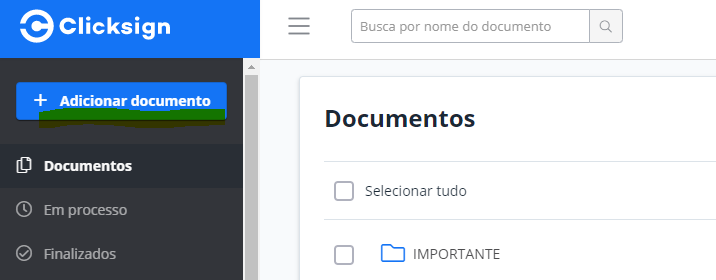 Clicksign
Busca por nome do documento
+ Adicionar documento
Documentos
Documentos
Selecionar tudo
Em processo
Finalizados
IMPORTANTE